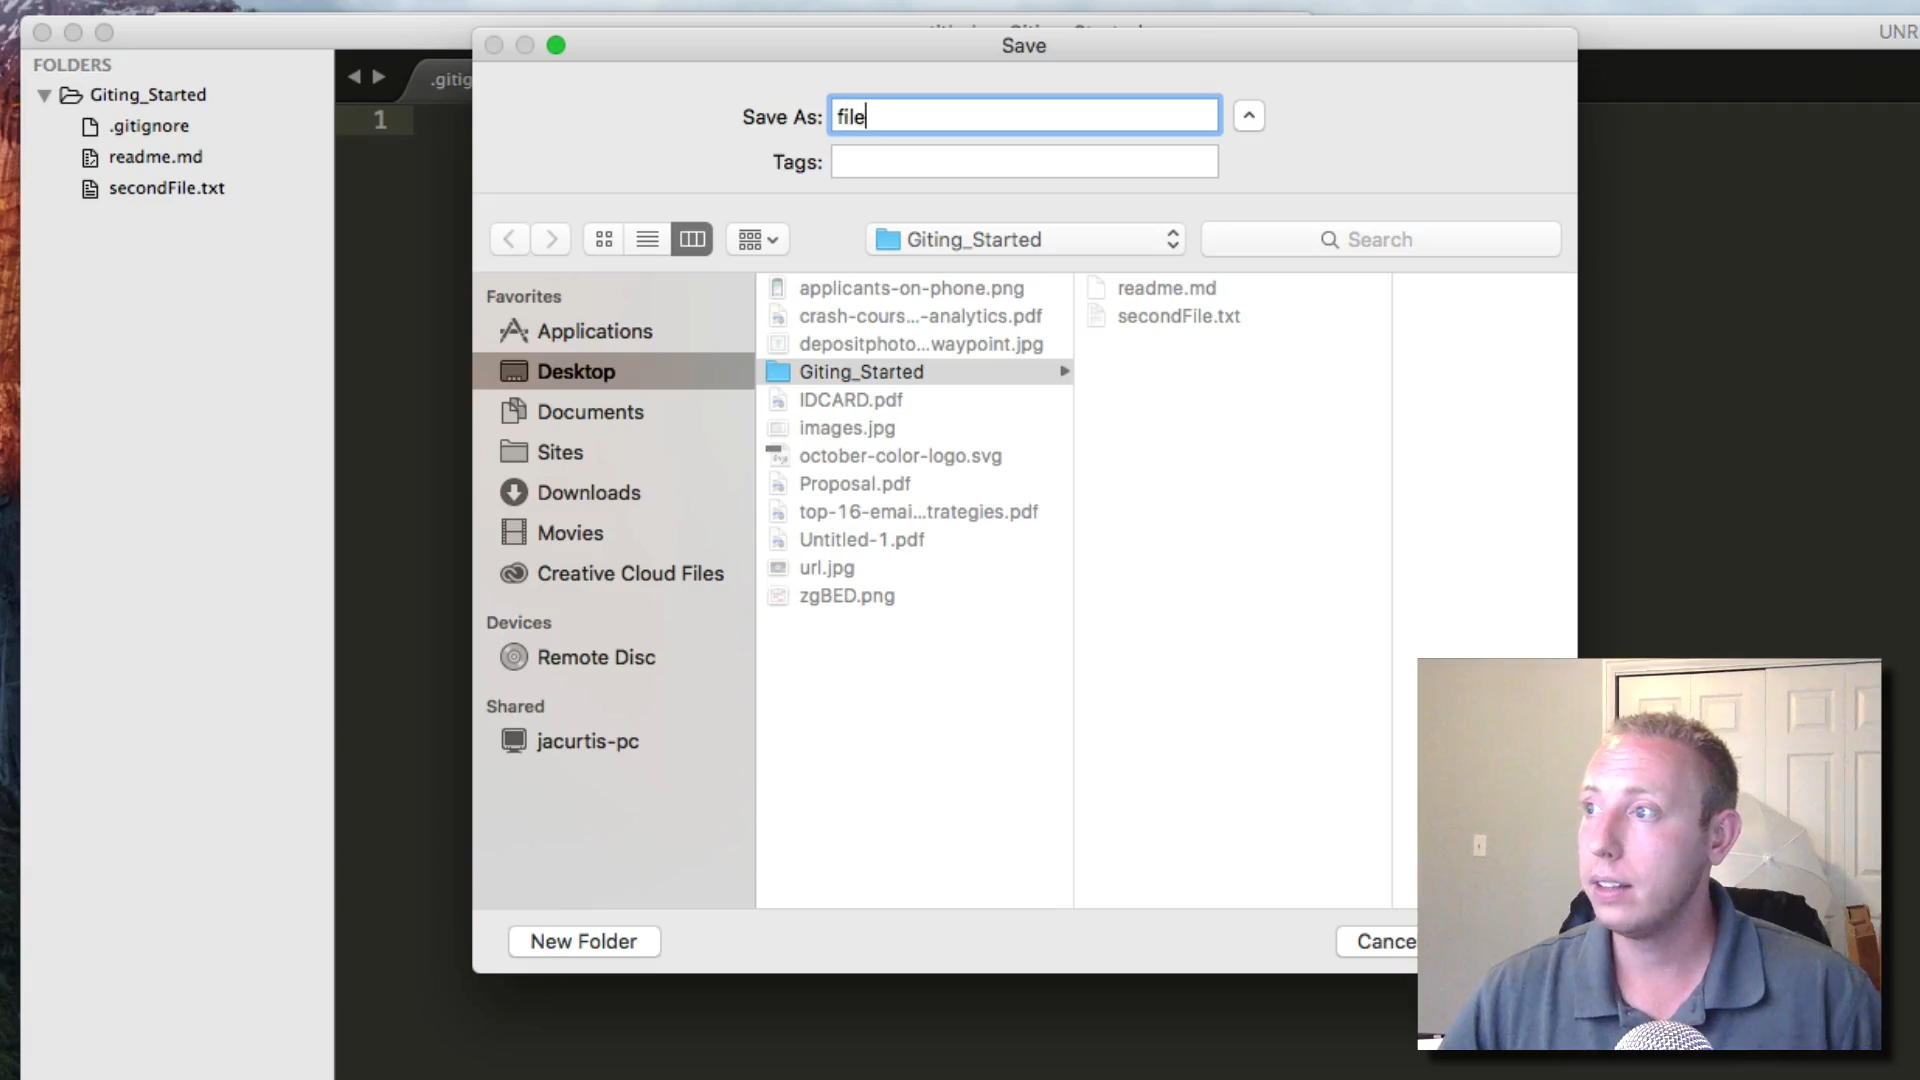 UNR
FOLDERS
Giting_Started
.gitignore
readme.md
secondFile.txt
.gitig
1
Save
Save As: file
Tags:
Giting_Started
Search
Favorites
Applications
Desktop
Documents
Sites
Downloads
Movies
Creative Cloud Files
Devices
Remote Disc
Shared
jacurtis-pc
applicants-on-phone.png
crash-cours...-analytics.pdf
depositphoto...waypoint.jpg
Giting_Started
IDCARD.pdf
images.jpg
october-color-logo.svg
Proposal.pdf
top-16-emai...trategies.pdf
Untitled-1.pdf
url.jpg
zgBED.png
readme.md
secondFile.txt
New Folder
Cance